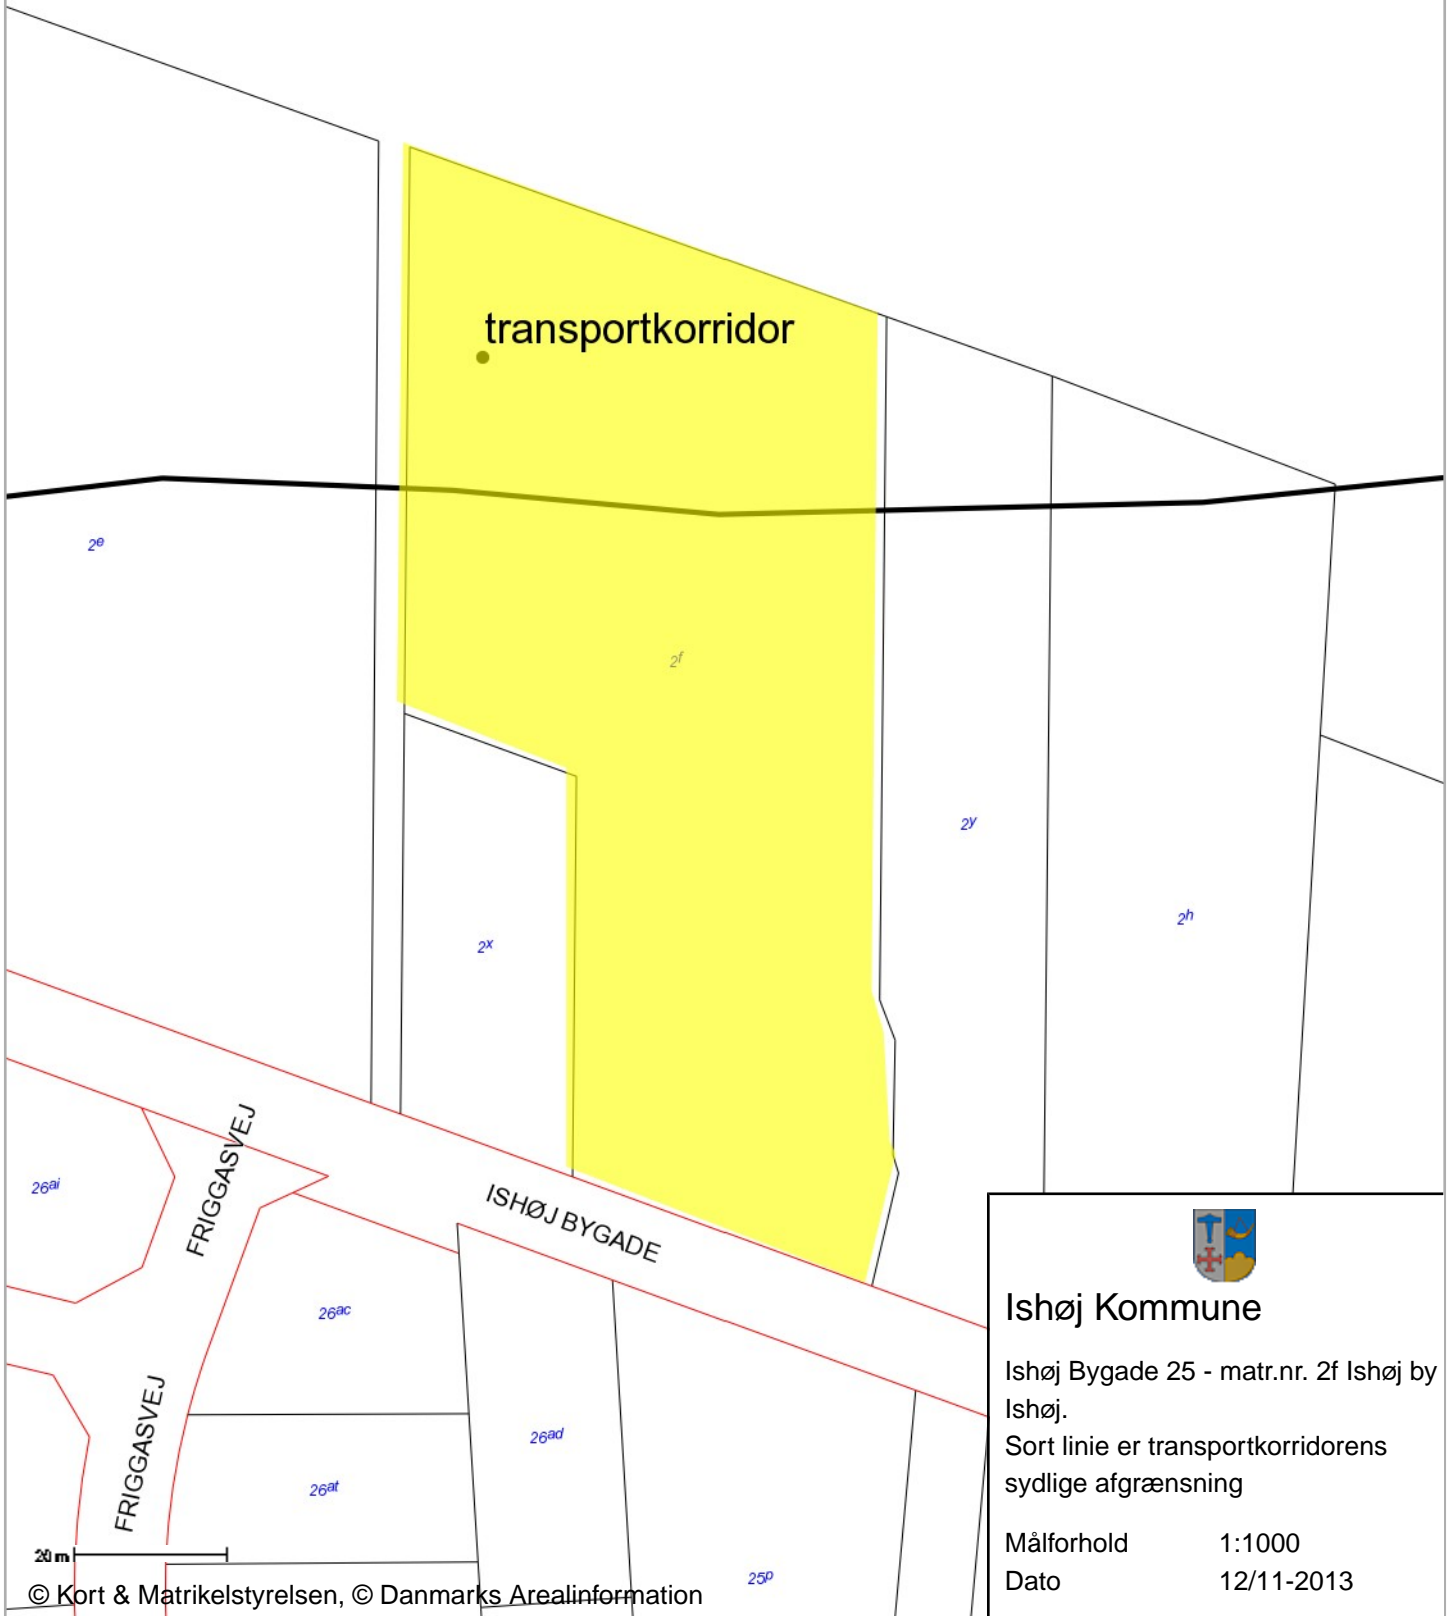 transportkorridor
2e
2f
2y
2h
2x
FRIGGASVEJ
26ai
ISHØJ BYGADE
26ac
FRIGGASVEJ
26ad
26at
25p
© Kort & Matrikelstyrelsen, © Danmarks Arealinformation
Ishøj Kommune
Ishøj Bygade 25 - matr.nr. 2f Ishøj by
Ishøj.
Sort linie er transportkorridorens
sydlige afgrænsning
Målforhold 1:1000
Dato 12/11-2013